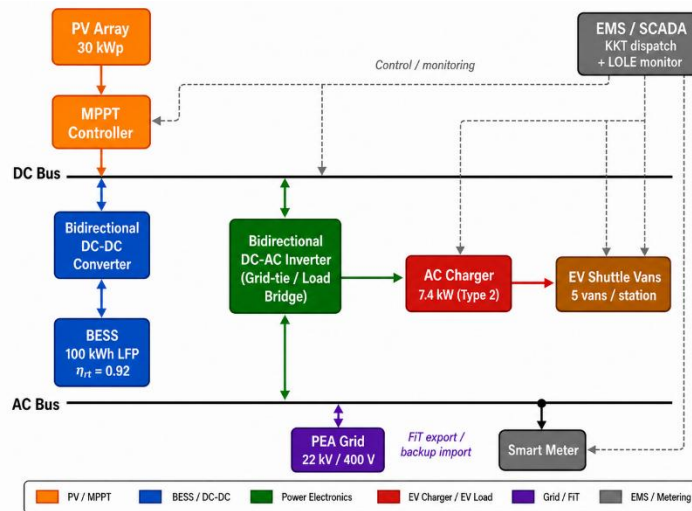 PV Array
30 kWp
EMS / SCADA
KKT dispatch
+ LOLE monitor
Control / monitoring
MPPT
Controller
DC Bus
Bidirectional
DC-DC
Converter
Bidirectional
DC-AC Inverter
(Grid-tie / Load
Bridge)
AC Charger
7.4 kW (Type 2)
EV Shuttle Vans
5 vans / station
BESS
100 kWh LFP
ηrt = 0.92
AC Bus
PEA Grid
22 kV / 400 V
FiT export /
backup import
Smart Meter
PV / MPPT
BESS / DC-DC
Power Electronics
EV Charger / EV Load
Grid / FiT
EMS / Metering